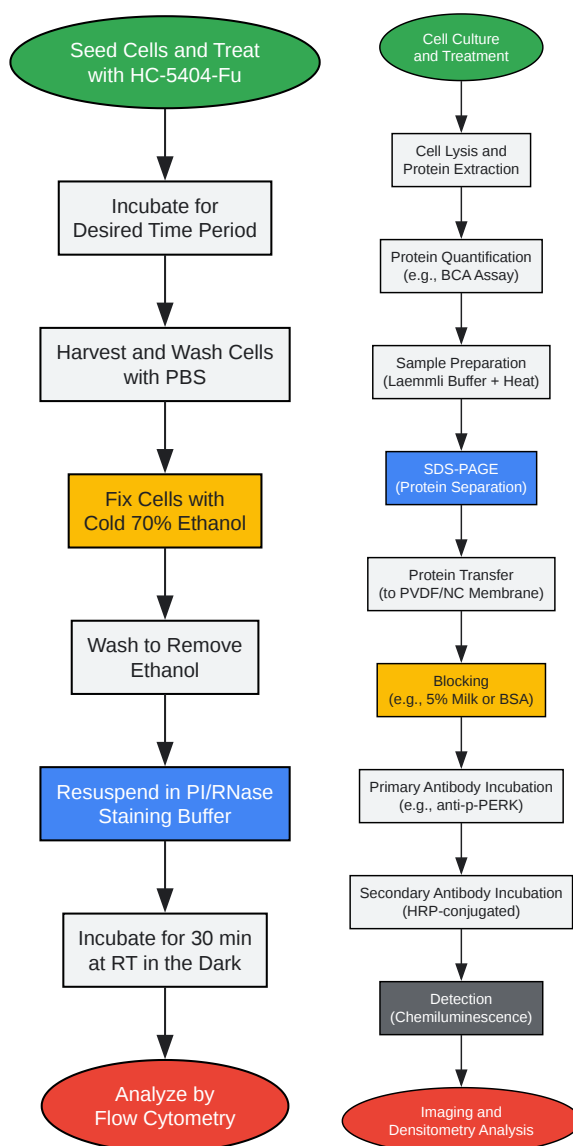 Seed Cells and Treat
with HC-5404-Fu
Incubate for
Desired Time Period
Harvest and Wash Cells
with PBS
Fix Cells with
Cold 70% Ethanol
Wash to Remove
Ethanol
Resuspend in PI/RNase
Staining Buffer
Incubate for 30 min
at RT in the Dark
Analyze by
Flow Cytometry
Cell Culture
and Treatment
Cell Lysis and
Protein Extraction
Protein Quantification
(e.g., BCA Assay)
Sample Preparation
(Laemmli Buffer + Heat)
SDS-PAGE
(Protein Separation)
Protein Transfer
(to PVDF/NC Membrane)
Blocking
(e.g., 5% Milk or BSA)
Primary Antibody Incubation
(e.g., anti-p-PERK)
Secondary Antibody Incubation
(HRP-conjugated)
Detection
(Chemiluminescence)
Imaging and
Densitometry Analysis